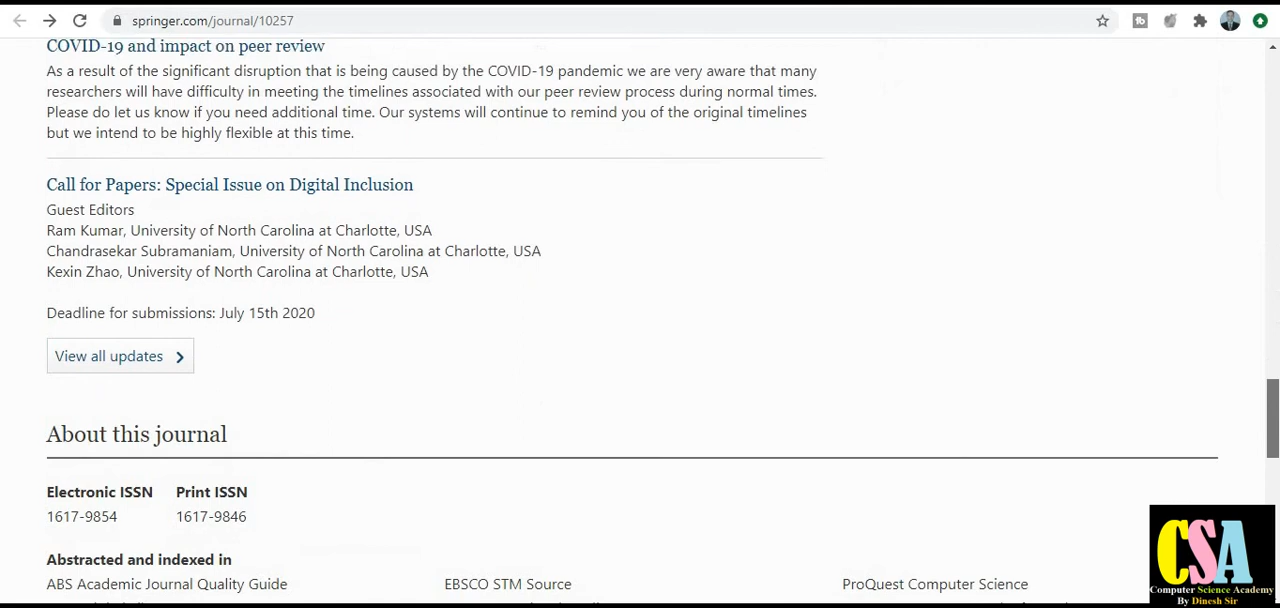 springer.com/journal/10257
COVID-19 and impact on peer review
As a result of the significant disruption that is being caused by the COVID-19 pandemic we are very aware that many
researchers will have difficulty in meeting the timelines associated with our peer review process during normal times.
Please do let us know if you need additional time. Our systems will continue to remind you of the original timelines
but we intend to be highly flexible at this time.
Call for Papers: Special Issue on Digital Inclusion
Guest Editors
Ram Kumar, University of North Carolina at Charlotte, USA
Chandrasekar Subramaniam, University of North Carolina at Charlotte, USA
Kexin Zhao, University of North Carolina at Charlotte, USA
Deadline for submissions: July 15th 2020
View all updates
About this journal
Electronic ISSN Print ISSN
1617-9854 1617-9846
Abstracted and indexed in
ABS Academic Journal Quality Guide EBSCO STM Source ProQuest Computer Science
CSA
Computer Science Academy
By Dinesh Sir